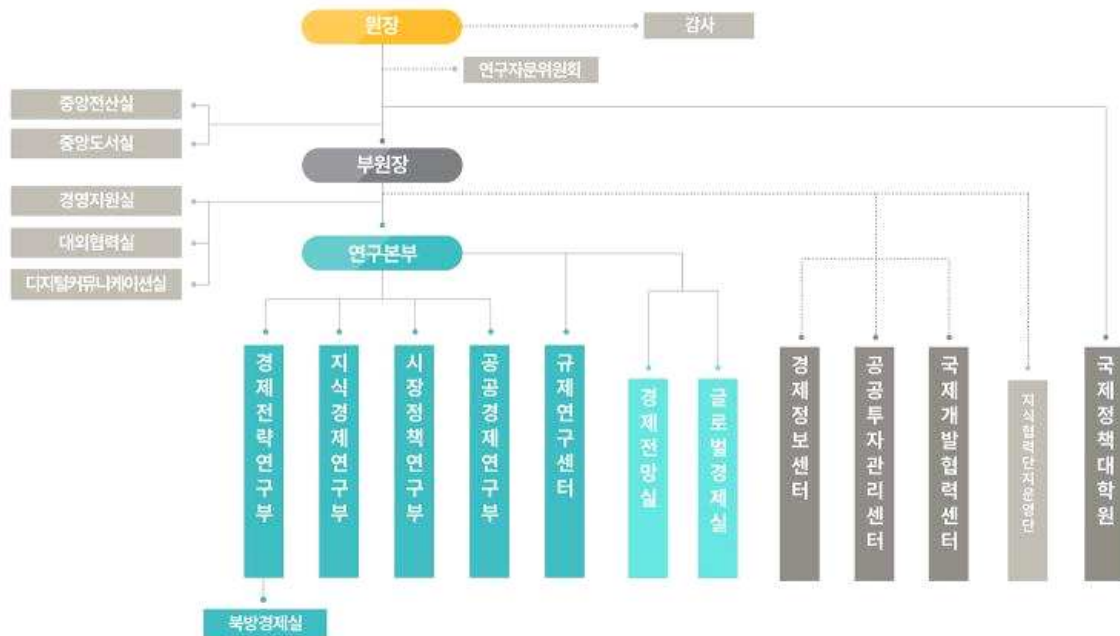 원장
감사
연구자문위원회
중앙전산실
중앙도서실
부원장
경영지원실
대외협력실
디지털커뮤니케이션실
연구본부
경제전략연구부
지식경제연구부
시장정책연구부
공공경제연구부
규제연구센터
경제전망실
글로벌경제실
경제정보센터
공공투자관리센터
국제개발협력센터
지식협력단지운영단
국제정책대학원
북방경제실